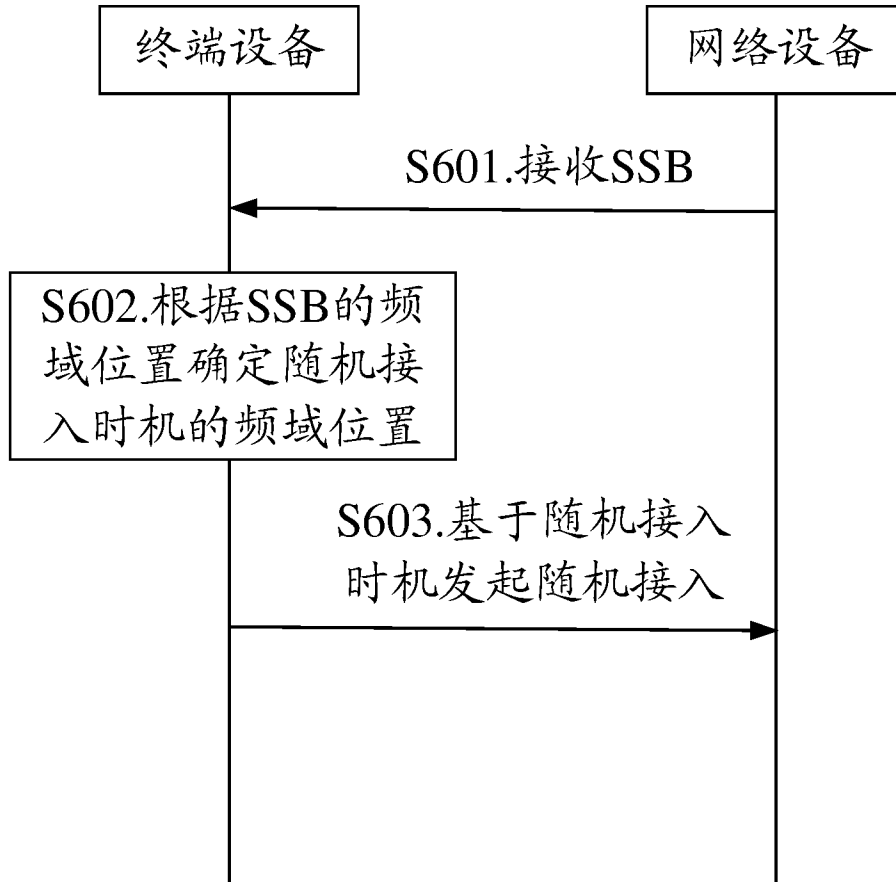 终端设备
网络设备
S601.接收SSB
S602.根据SSB的频
域位置确定随机接
入时机的频域位置
S603.基于随机接入
时机发起随机接入